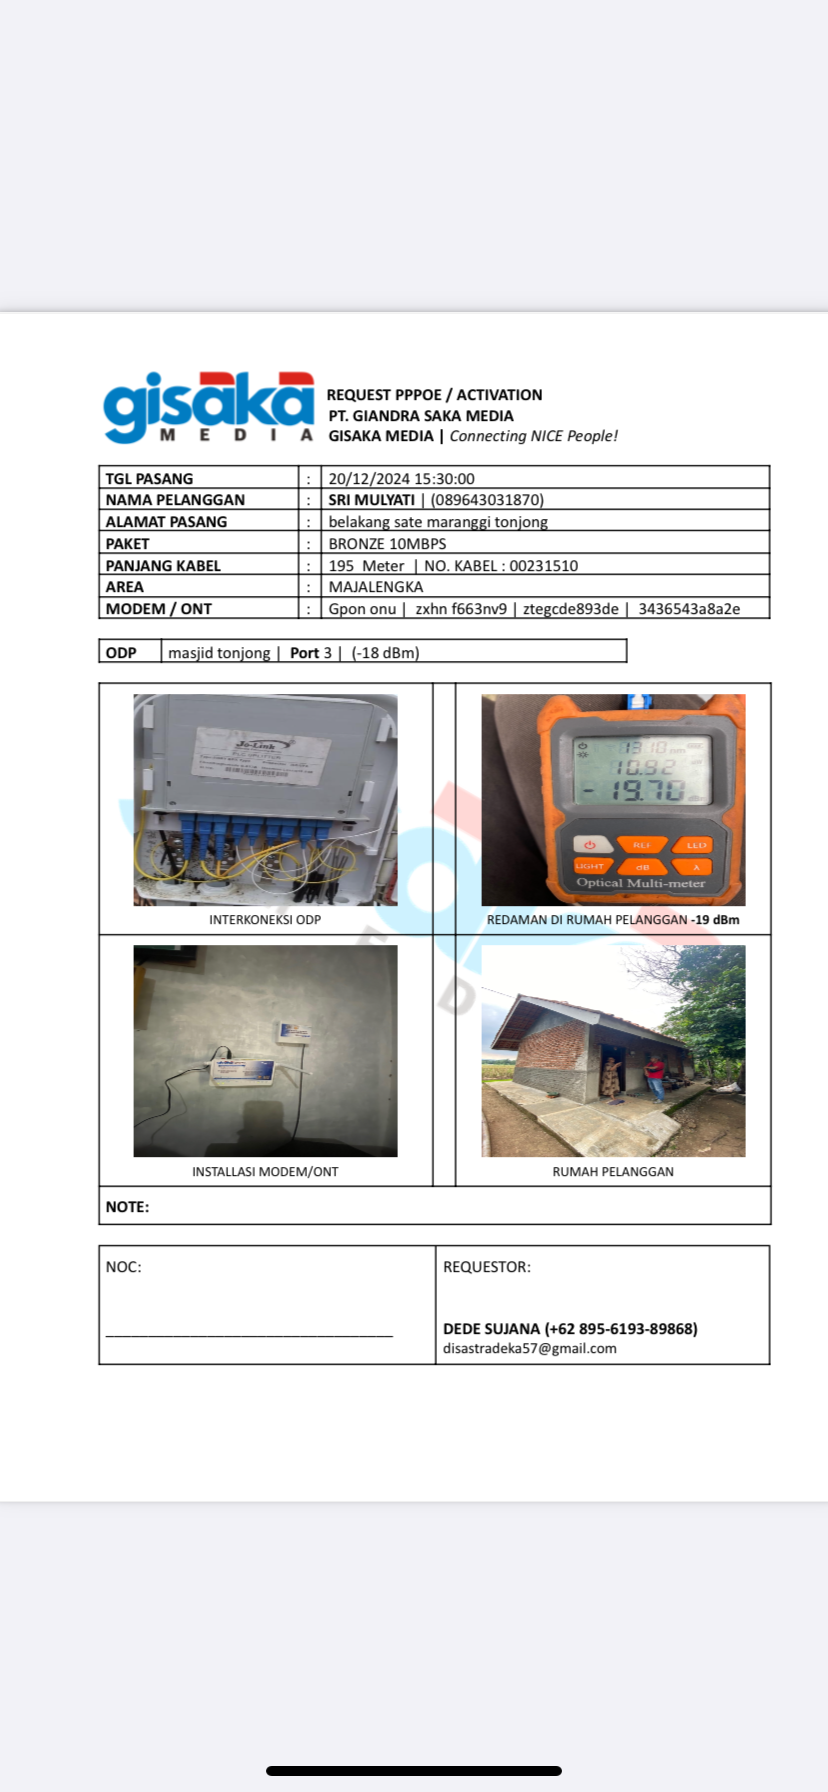 gisaka
MEDIA
REQUEST PPPOE / ACTIVATION
PT. GIANDRA SAKA MEDIA
GISAKA MEDIA | Connecting NICE People!
TGL PASANG : 20/12/2024 15:30:00
NAMA PELANGGAN : SRI MULYATI | (089643031870)
ALAMAT PASANG : belakang sate maranggi tonjong
PAKET : BRONZE 10MBPS
PANJANG KABEL : 195 Meter | NO. KABEL : 00231510
AREA : MAJALENGKA
MODEM / ONT : Gpon onu | zxhn f663nv9 | ztegcde893de | 3436543a8a2e
ODP masjid tonjong | Port 3 | (-18 dBm)
Jo-Link
1310 nm
10.92
-19.70
REF LED
LIGHT dB λ
Optical Multi-meter
INTERKONEKSI ODP
REDAMAN DI RUMAH PELANGGAN -19 dBm
INSTALLASI MODEM/ONT
RUMAH PELANGGAN
NOTE:
NOC:
REQUESTOR:
DEDE SUJANA (+62 895-6193-89868)
disastradeka57@gmail.com